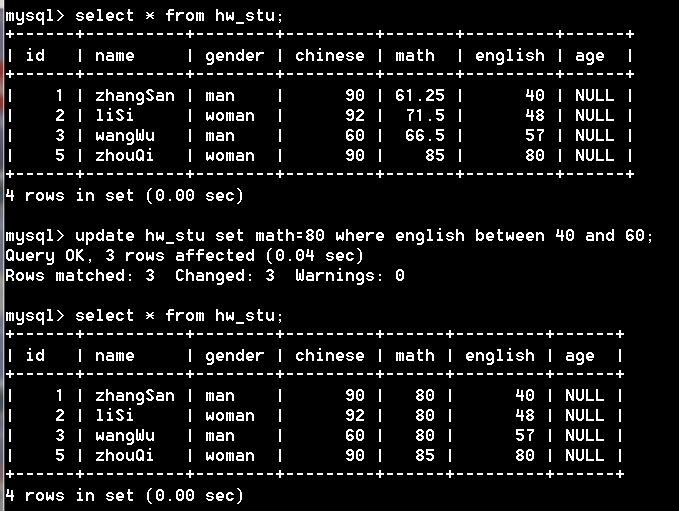 mysql> select * from hw_stu;
+------+----------+--------+---------+-------+---------+------+
| id   | name     | gender | chinese | math  | english | age  |
+------+----------+--------+---------+-------+---------+------+
|    1 | zhangSan | man    |      90 | 61.25 |      40 | NULL |
|    2 | liSi     | woman  |      92 |  71.5 |      48 | NULL |
|    3 | wangWu   | man    |      60 |  66.5 |      57 | NULL |
|    5 | zhouQi   | woman  |      90 |    85 |      80 | NULL |
+------+----------+--------+---------+-------+---------+------+
4 rows in set (0.00 sec)
mysql> update hw_stu set math=80 where english between 40 and 60;
Query OK, 3 rows affected (0.04 sec)
Rows matched: 3  Changed: 3  Warnings: 0
mysql> select * from hw_stu;
+------+----------+--------+---------+------+---------+------+
| id   | name     | gender | chinese | math | english | age  |
+------+----------+--------+---------+------+---------+------+
|    1 | zhangSan | man    |      90 |   80 |      40 | NULL |
|    2 | liSi     | woman  |      92 |   80 |      48 | NULL |
|    3 | wangWu   | man    |      60 |   80 |      57 | NULL |
|    5 | zhouQi   | woman  |      90 |   85 |      80 | NULL |
+------+----------+--------+---------+------+---------+------+
4 rows in set (0.00 sec)